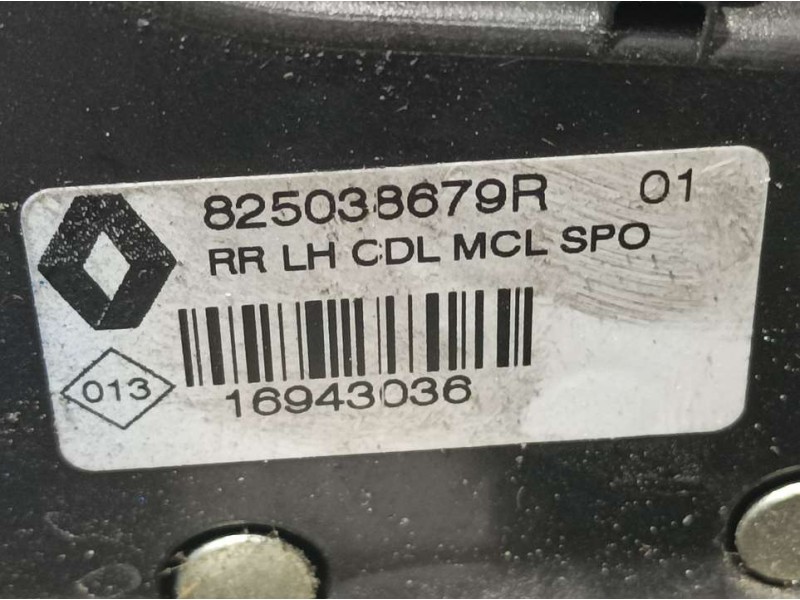 825038679R 01
RR LH CDL MCL SPO
013
16943036